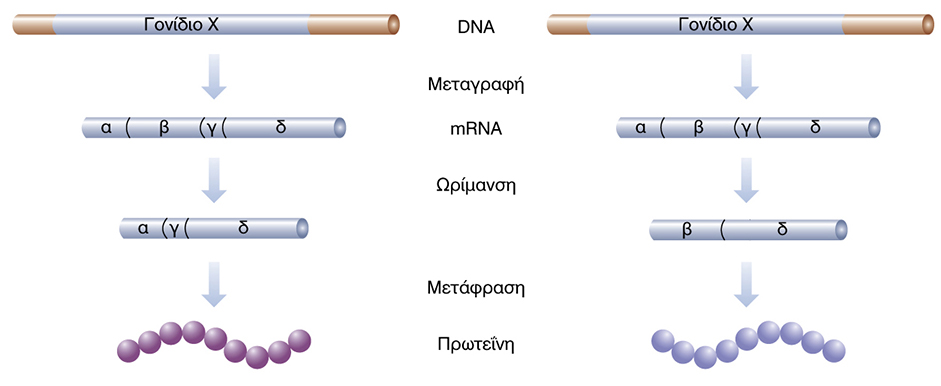 Γονίδιο Χ DNA Γονίδιο Χ
Μεταγραφή
α β γ δ mRNA α β γ δ
Ωρίμανση
α γ δ β δ
Μετάφραση
Πρωτεΐνη